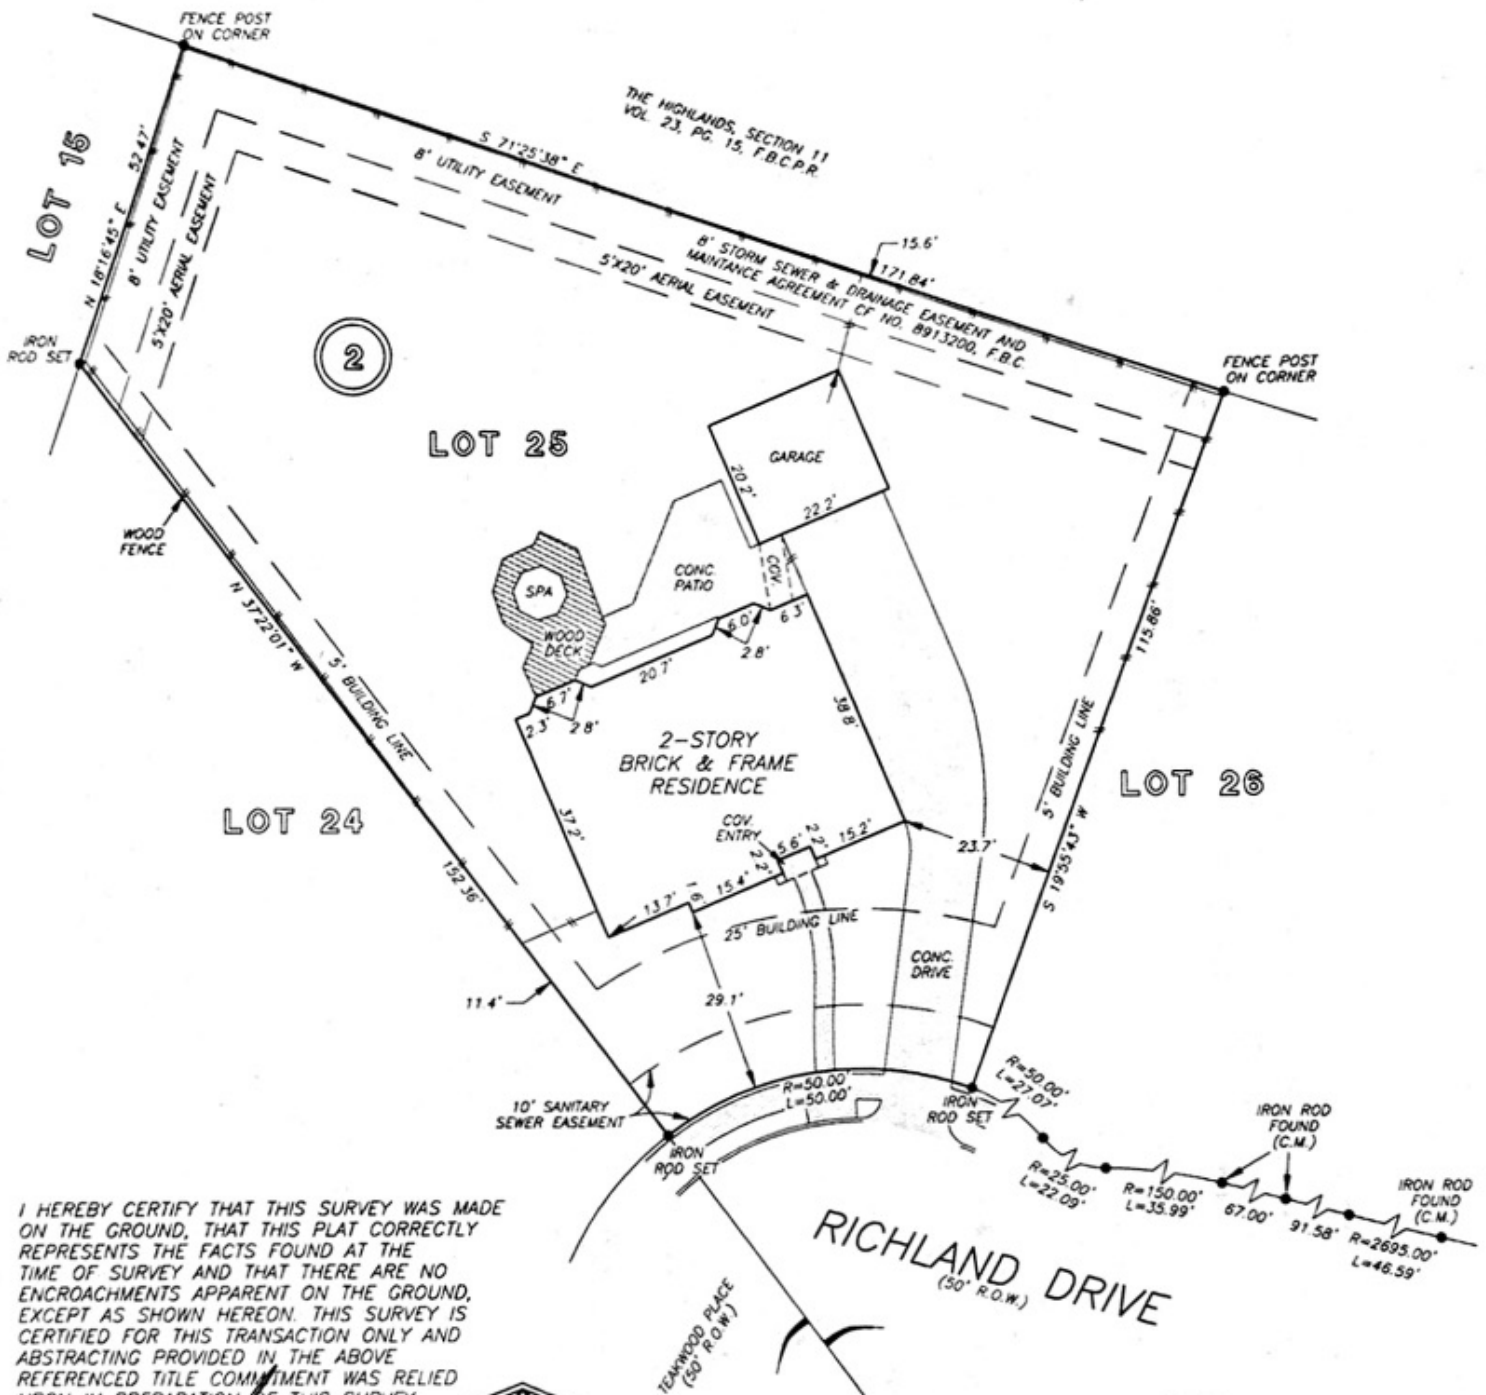 FENCE POST
ON CORNER
THE HIGHLANDS, SECTION 11
VOL. 23, PG. 15, F.B.C.P.R.
LOT 15
N 18°16'45" E 52.47'
8' UTILITY EASEMENT
5'X20' AERIAL EASEMENT
S 71°25'38" E
171.84'
8' UTILITY EASEMENT
15.6'
8' STORM SEWER & DRAINAGE EASEMENT AND
MAINTANCE AGREEMENT CF NO. 8913200, F.B.C.
5'X20' AERIAL EASEMENT
IRON
ROD SET
2
FENCE POST
ON CORNER
LOT 25
GARAGE
20.2'
22.2'
WOOD
FENCE
CONC.
PATIO
COV.
SPA
WOOD
DECK
N 37°22'01" W
152.36'
5' BUILDING LINE
6.0'
6.3'
2.8'
20.7'
6.7'
2.3'
2.8'
38.8'
115.86'
2-STORY
BRICK & FRAME
RESIDENCE
5' BUILDING LINE
LOT 26
LOT 24
37.2'
COV.
ENTRY
5.6'
2.2'
2.2'
15.2'
23.7'
S 19°55'43" W
13.7'
1.6'
15.4'
25' BUILDING LINE
CONC.
DRIVE
11.4'
29.1'
10' SANITARY
SEWER EASEMENT
R=50.00'
L=50.00'
IRON
ROD SET
IRON
ROD SET
R=50.00'
L=27.07'
IRON ROD
FOUND
(C.M.)
R=25.00'
L=22.09'
R=150.00'
L=35.99'
67.00'
91.58'
R=2695.00'
L=46.59'
IRON ROD
FOUND
(C.M.)
RICHLAND DRIVE
(50' R.O.W.)
TEAKWOOD PLACE
(50' R.O.W.)
I HEREBY CERTIFY THAT THIS SURVEY WAS MADE
ON THE GROUND, THAT THIS PLAT CORRECTLY
REPRESENTS THE FACTS FOUND AT THE
TIME OF SURVEY AND THAT THERE ARE NO
ENCROACHMENTS APPARENT ON THE GROUND,
EXCEPT AS SHOWN HEREON. THIS SURVEY IS
CERTIFIED FOR THIS TRANSACTION ONLY AND
ABSTRACTING PROVIDED IN THE ABOVE
REFERENCED TITLE COMMITMENT WAS RELIED
UPON IN PREPARATION OF THIS SURVEY